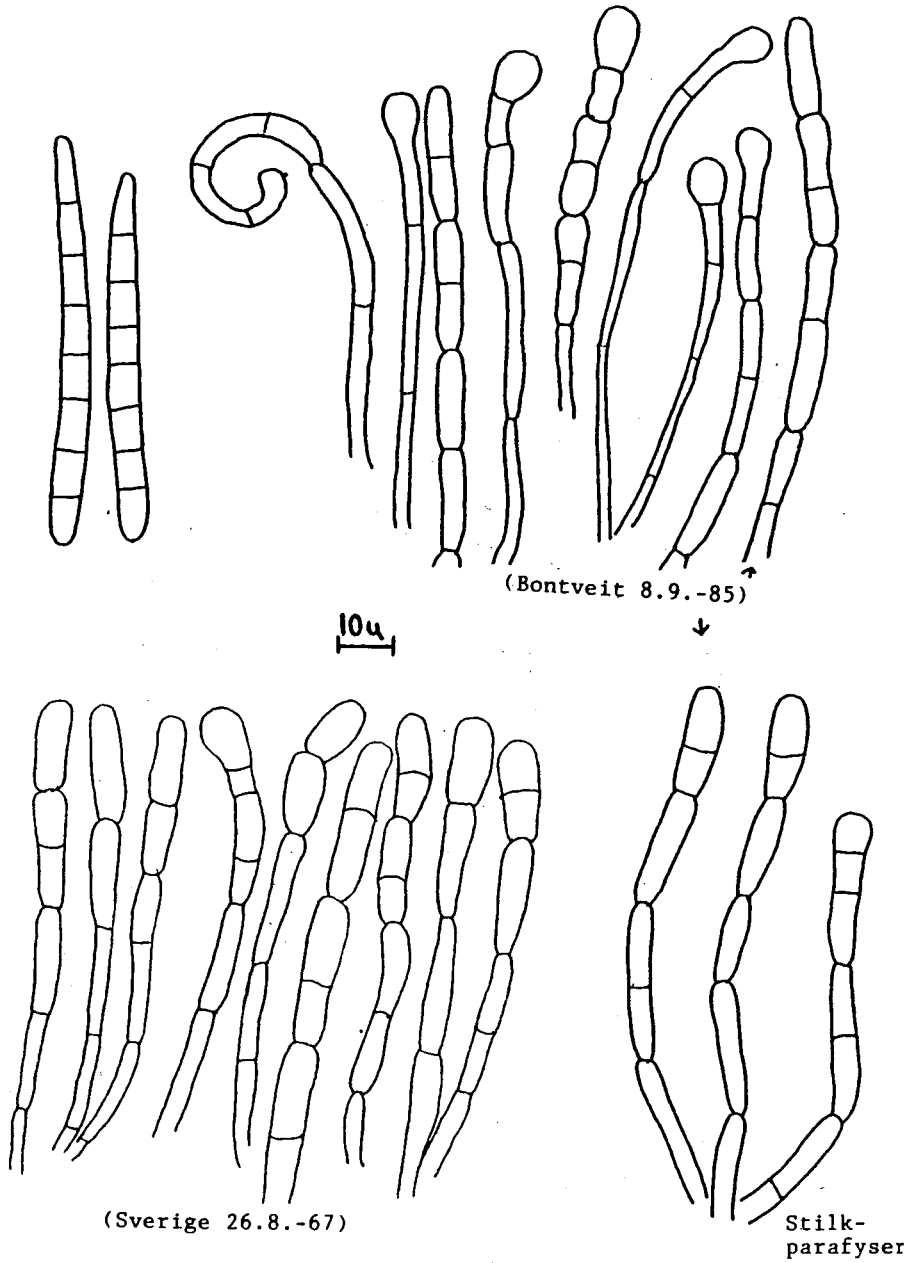 (Bontveit 8.9.-85)
10u
(Sverige 26.8.-67)
Stilk-
parafyser